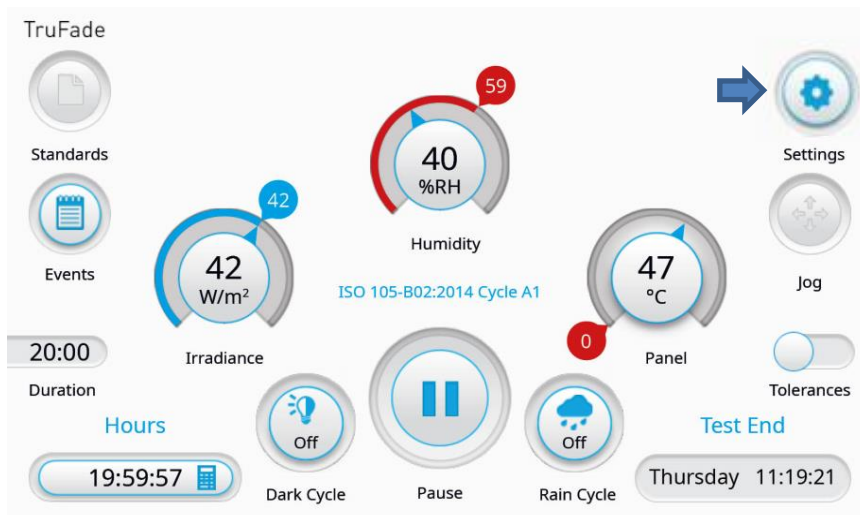 TruFade
Standards
Settings
59
40
%RH
Humidity
Events
Jog
42
42
W/m²
Irradiance
ISO 105-B02:2014 Cycle A1
47
°C
0
Panel
20:00
Duration
Tolerances
Hours
19:59:57
Off
Dark Cycle
Pause
Off
Rain Cycle
Test End
Thursday 11:19:21